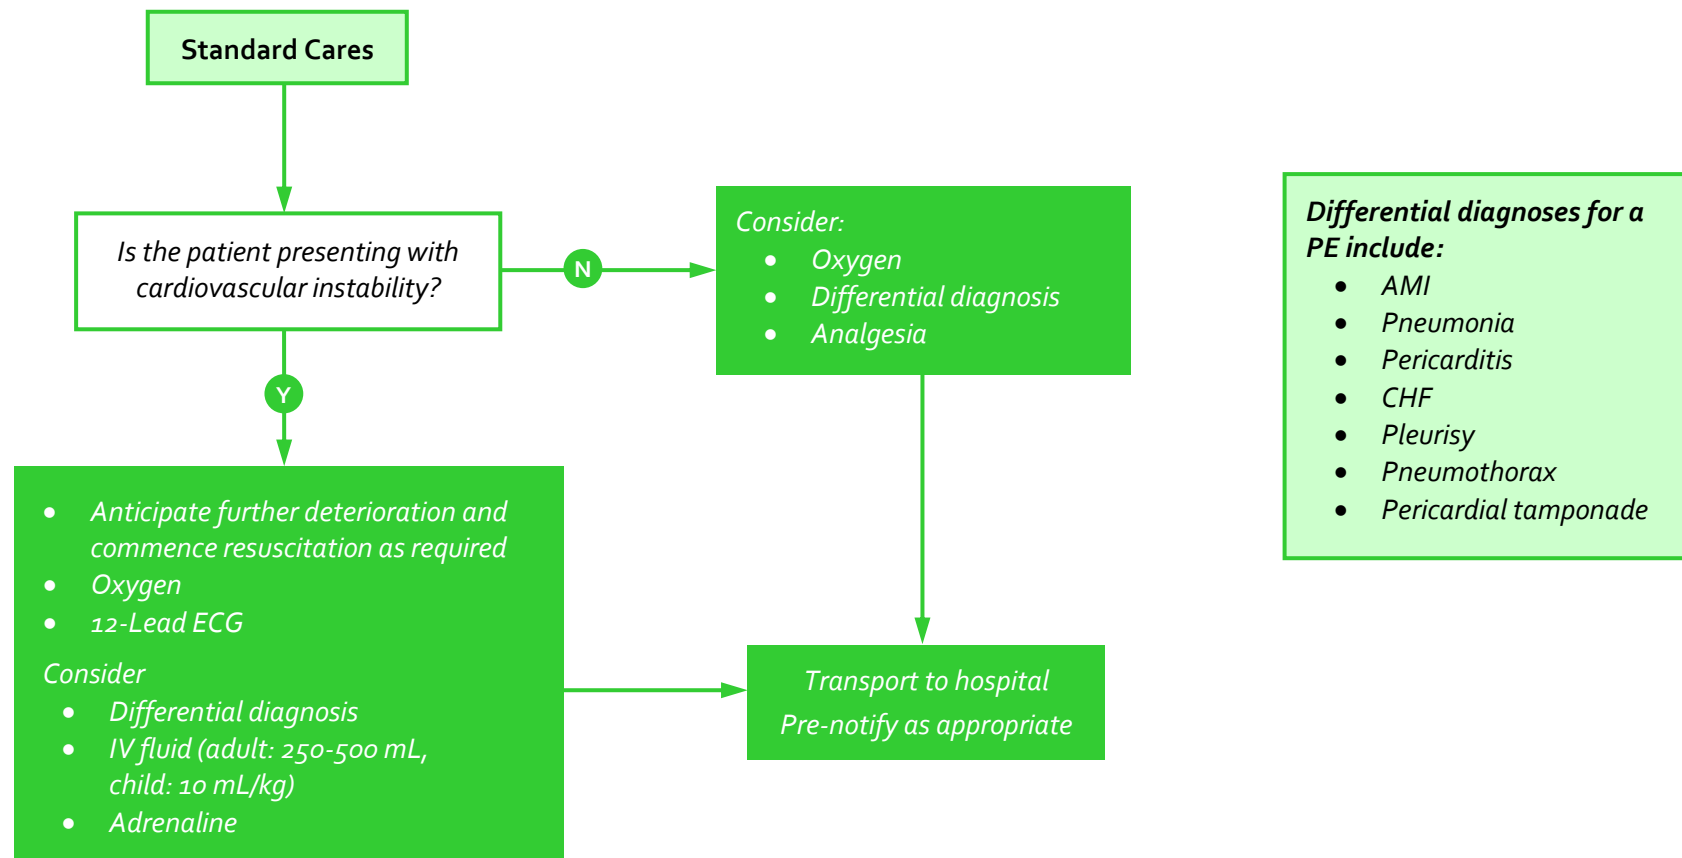 Standard Cares
Is the patient presenting with
cardiovascular instability?
N
Consider:
• Oxygen
• Differential diagnosis
• Analgesia
Y
• Anticipate further deterioration and
commence resuscitation as required
• Oxygen
• 12-Lead ECG
Consider
• Differential diagnosis
• IV fluid (adult: 250-500 mL,
child: 10 mL/kg)
• Adrenaline
Transport to hospital
Pre-notify as appropriate
Differential diagnoses for a
PE include:
• AMI
• Pneumonia
• Pericarditis
• CHF
• Pleurisy
• Pneumothorax
• Pericardial tamponade